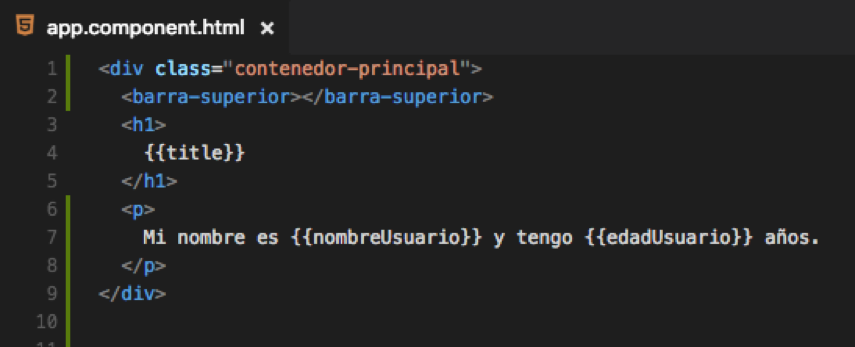 app.component.html ×
1 <div class="contenedor-principal">
2 <barra-superior></barra-superior>
3 <h1>
4 {{title}}
5 </h1>
6 <p>
7 Mi nombre es {{nombreUsuario}} y tengo {{edadUsuario}} años.
8 </p>
9 </div>
10
11